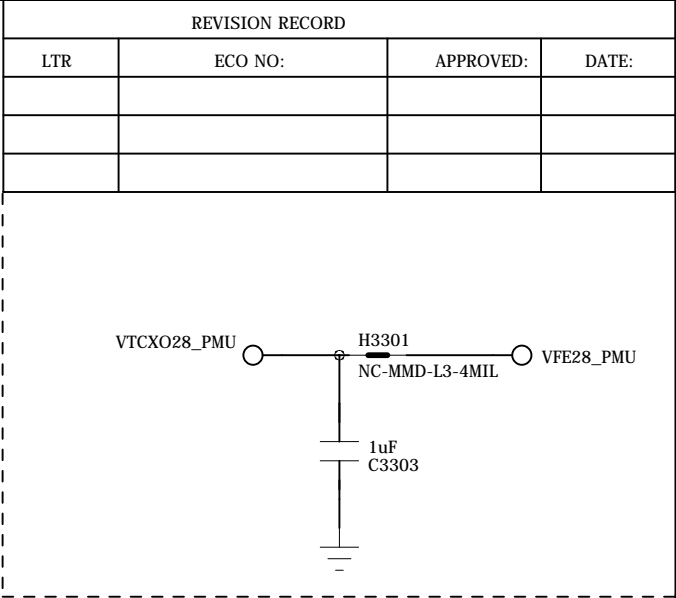 REVISION RECORD
LTR ECO NO: APPROVED: DATE:
VTCXO28_PMU
H3301
NC-MMD-L3-4MIL
VFE28_PMU
1uF
C3303